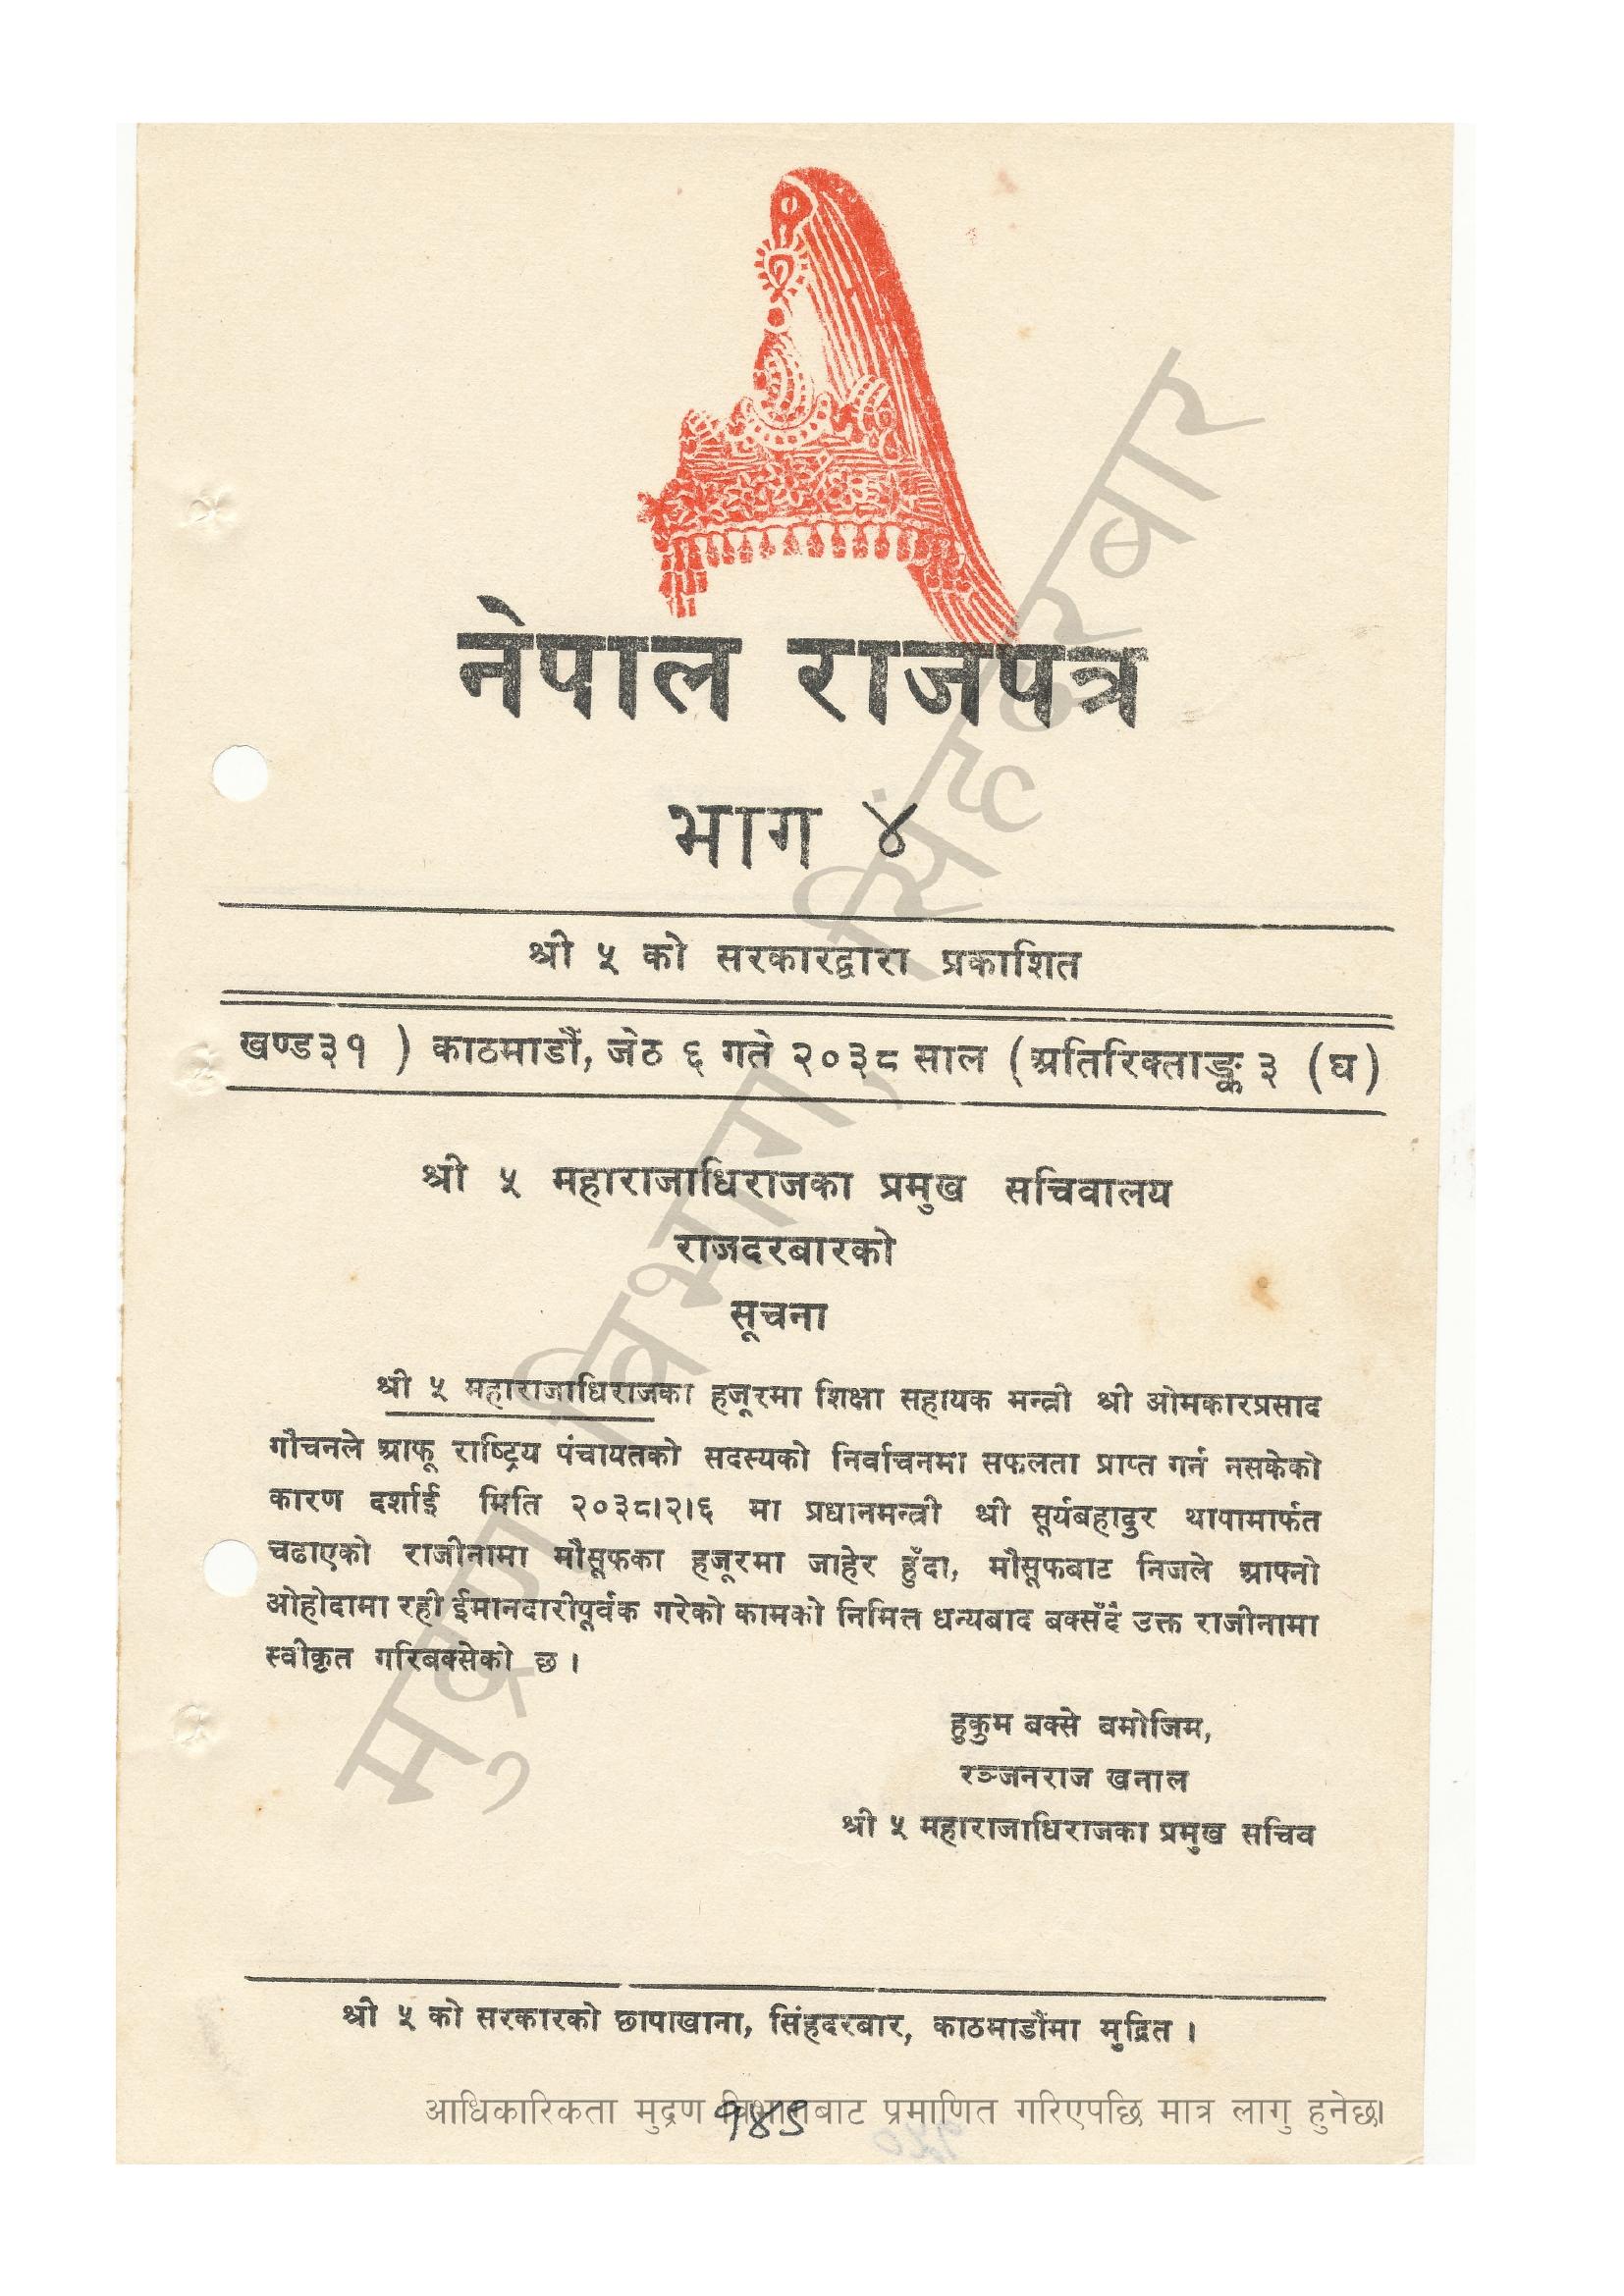 नेपाल राजपत्र
भाग ४
श्री ५ को सरकारद्वारा प्रकाशित
खण्ड ३१ ) काठमाडौं, जेठ ६ गते २०३८ साल (अतिरिक्ताङ्क ३ (घ)
श्री ५ महाराजाधिराजका प्रमुख सचिवालय
राजदरबारको
सूचना
श्री ५ महाराजाधिराजका हजूरमा शिक्षा सहायक मन्त्री श्री ओमकारप्रसाद
गौचनले आफू राष्ट्रिय पंचायतको सदस्यको निर्वाचनमा सफलता प्राप्त गर्न नसकेको
कारण दर्शाई मिति २०३८।२।६ मा प्रधानमन्त्री श्री सूर्यबहादुर थापामार्फत
चढाएको राजीनामा मौसूफका हजूरमा जाहेर हुँदा, मौसूफबाट निजले आफ्नो
ओहोदामा रही ईमानदारीपूर्वक गरेको कामको निमित्त धन्यबाद बक्सँदै उक्त राजीनामा
स्वीकृत गरिबक्सेको छ ।
हुकुम बक्से बमोजिम,
रञ्जनराज खनाल
श्री ५ महाराजाधिराजका प्रमुख सचिव
श्री ५ को सरकारको छापाखाना, सिंहदरबार, काठमाडौंमा मुद्रित ।
आधिकारिकता मुद्रण विभागबाट प्रमाणित गरिएपछि मात्र लागु हुनेछ।
मुद्रण विभाग, सिंहदरबार